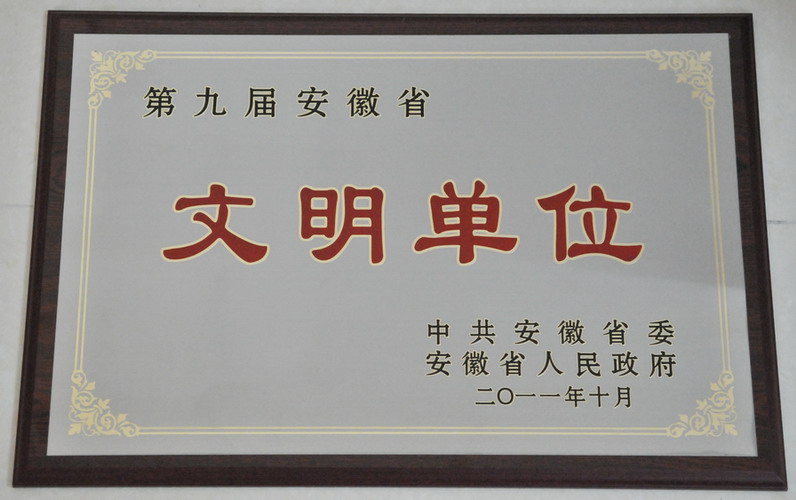 第九届安徽省
文明单位
中共安徽省委
安徽省人民政府
二〇一一年十月